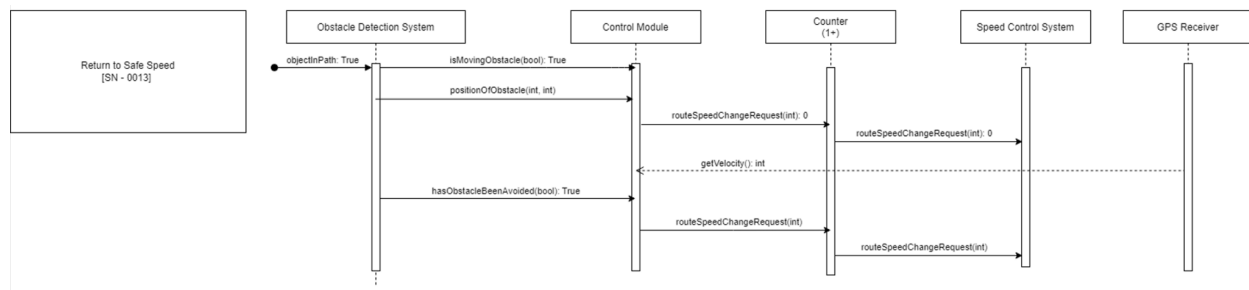 Return to Safe Speed
[SN - 0013]
Obstacle Detection System
Control Module
Counter
(1+)
Speed Control System
GPS Receiver
objectInPath: True
isMovingObstacle(bool): True
positionOfObstacle(int, int)
routeSpeedChangeRequest(int): 0
routeSpeedChangeRequest(int): 0
getVelocity(): int
hasObstacleBeenAvoided(bool): True
routeSpeedChangeRequest(int)
routeSpeedChangeRequest(int)